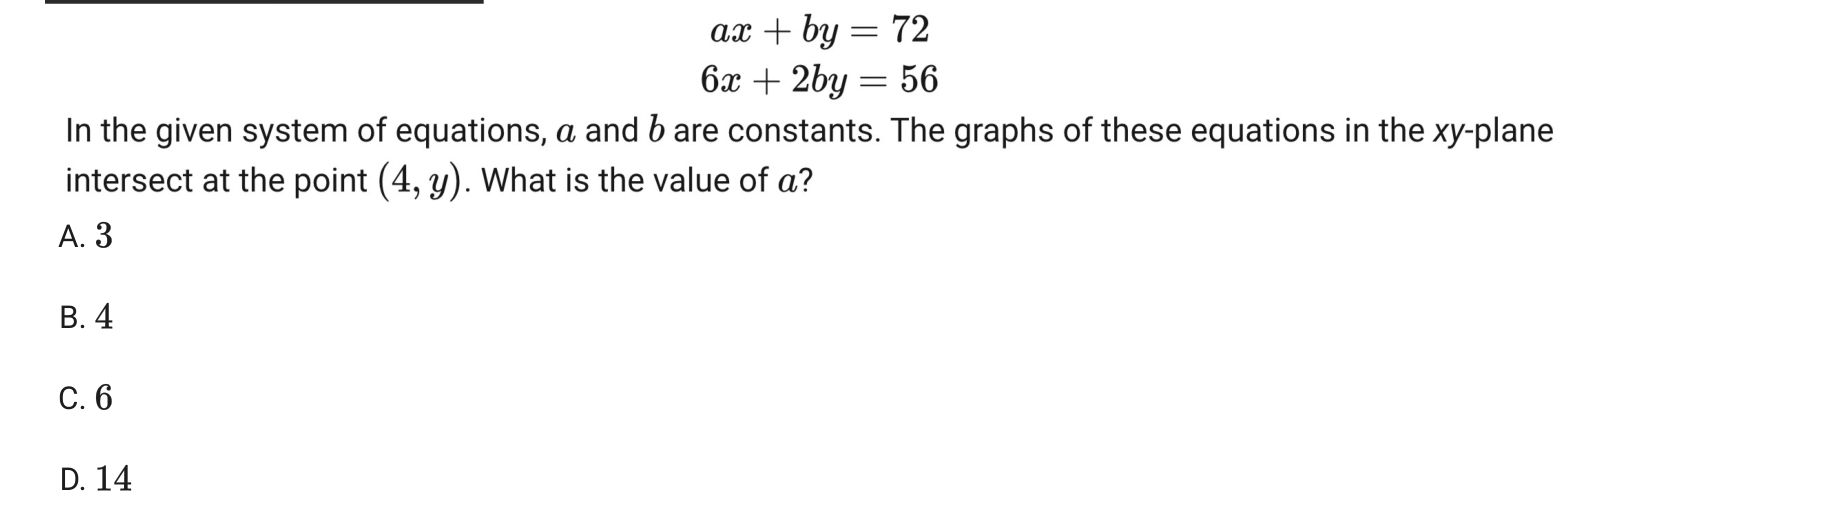 ax + by = 72
6x + 2by = 56
In the given system of equations, a and b are constants. The graphs of these equations in the xy-plane
intersect at the point (4, y). What is the value of a?
A. 3
B. 4
C. 6
D. 14